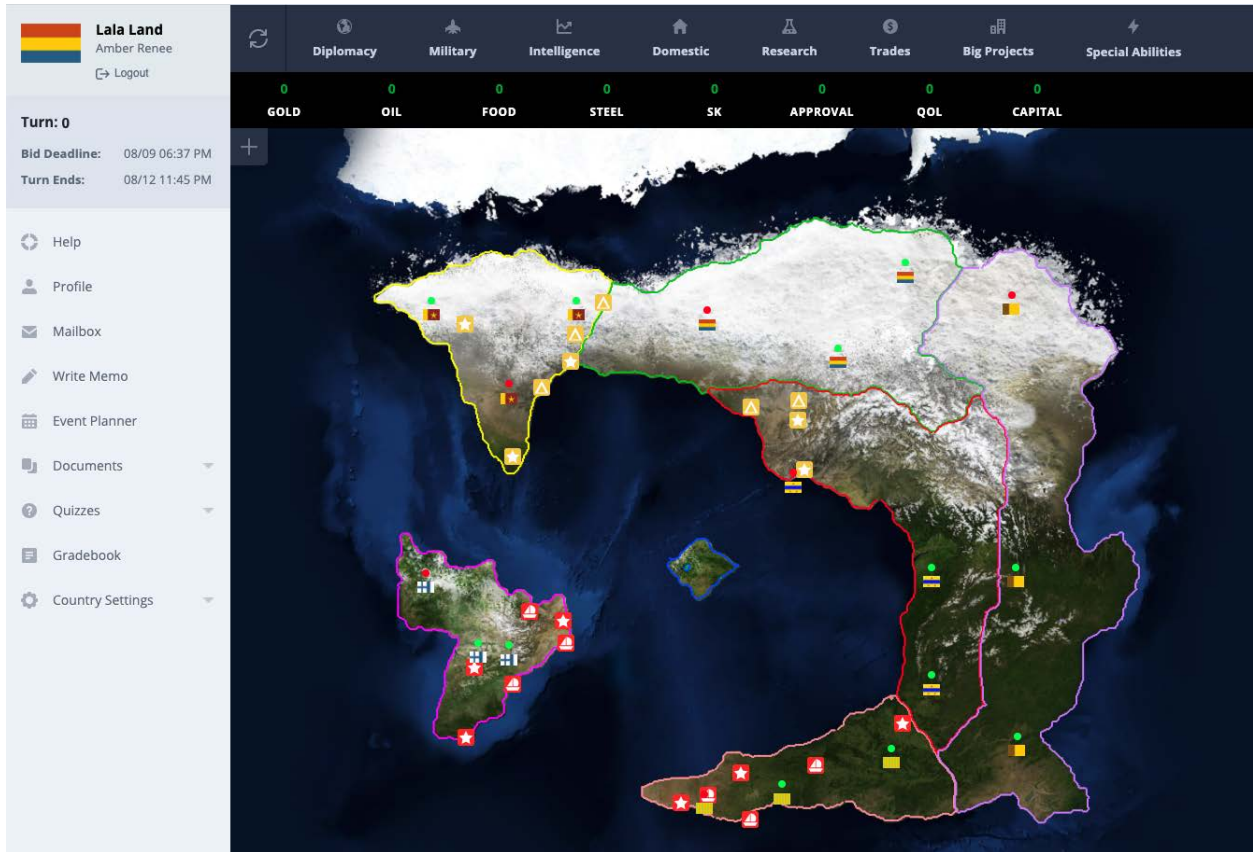 Lala Land
Amber Renee
Logout
Turn: 0
Bid Deadline: 08/09 06:37 PM
Turn Ends: 08/12 11:45 PM
Help
Profile
Mailbox
Write Memo
Event Planner
Documents
Quizzes
Gradebook
Country Settings
Diplomacy Military Intelligence Domestic Research Trades Big Projects Special Abilities
0 0 0 0 0 0 0 0
GOLD OIL FOOD STEEL SK APPROVAL QOL CAPITAL